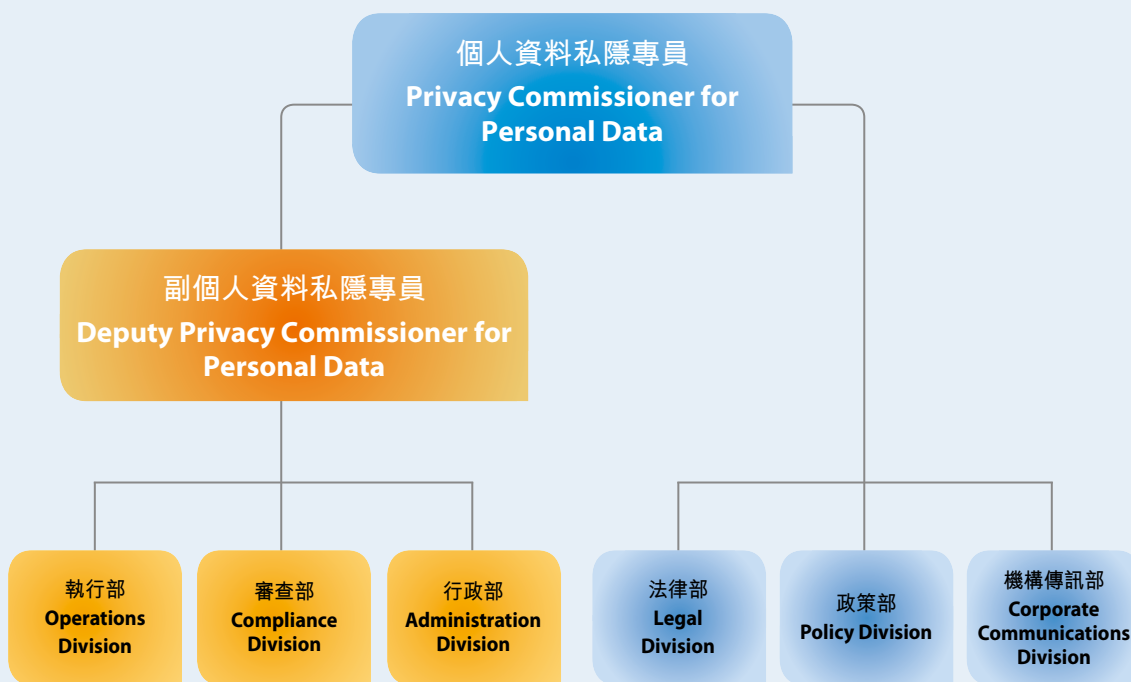 個人資料私隱專員
Privacy Commissioner for
Personal Data
副個人資料私隱專員
Deputy Privacy Commissioner for
Personal Data
執行部
Operations
Division
審查部
Compliance
Division
行政部
Administration
Division
法律部
Legal
Division
政策部
Policy Division
機構傳訊部
Corporate
Communications
Division